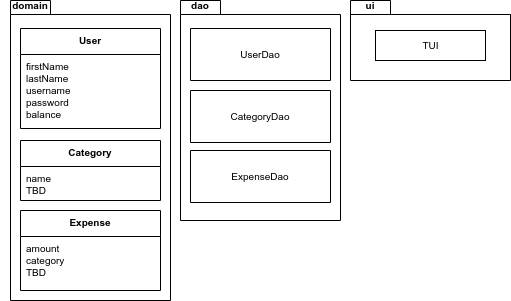 domain
User
firstName
lastName
username
password
balance
Category
name
TBD
Expense
amount
category
TBD
dao
UserDao
CategoryDao
ExpenseDao
ui
TUI